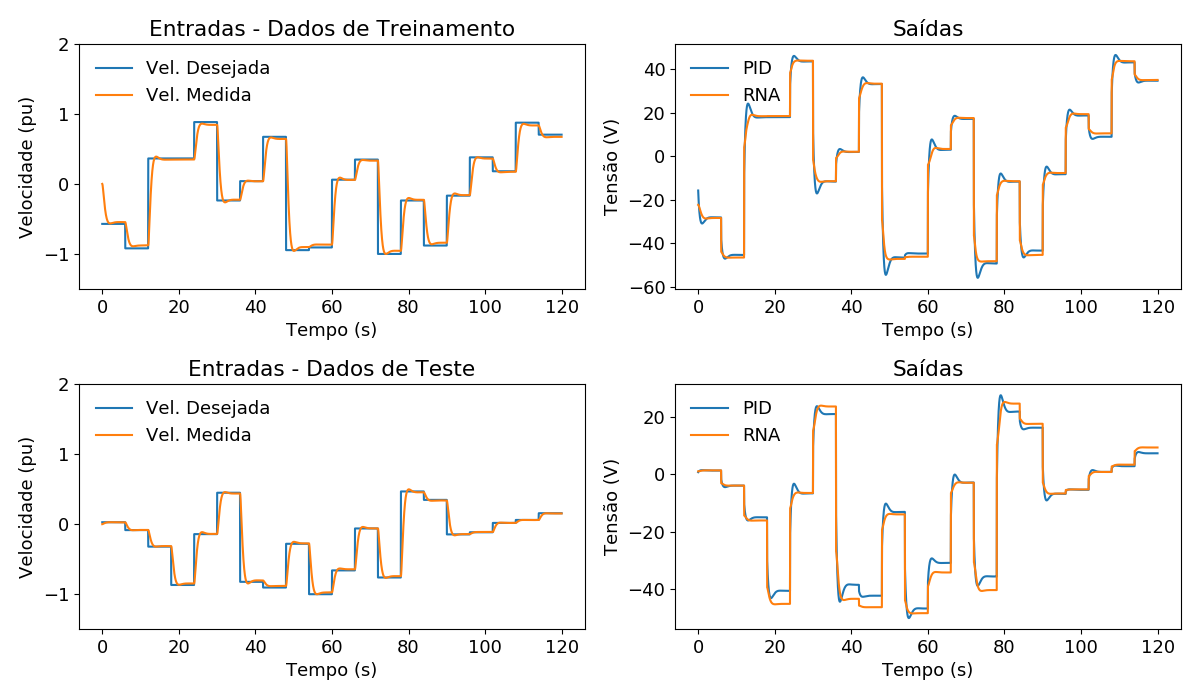 Entradas - Dados de Treinamento
2
1
0
−1
Velocidade (pu)
Vel. Desejada
Vel. Medida
0 20 40 60 80 100 120
Tempo (s)
Saídas
40
20
0
−20
−40
−60
Tensão (V)
PID
RNA
0 20 40 60 80 100 120
Tempo (s)
Entradas - Dados de Teste
2
1
0
−1
Velocidade (pu)
Vel. Desejada
Vel. Medida
0 20 40 60 80 100 120
Tempo (s)
Saídas
20
0
−20
−40
Tensão (V)
PID
RNA
0 20 40 60 80 100 120
Tempo (s)